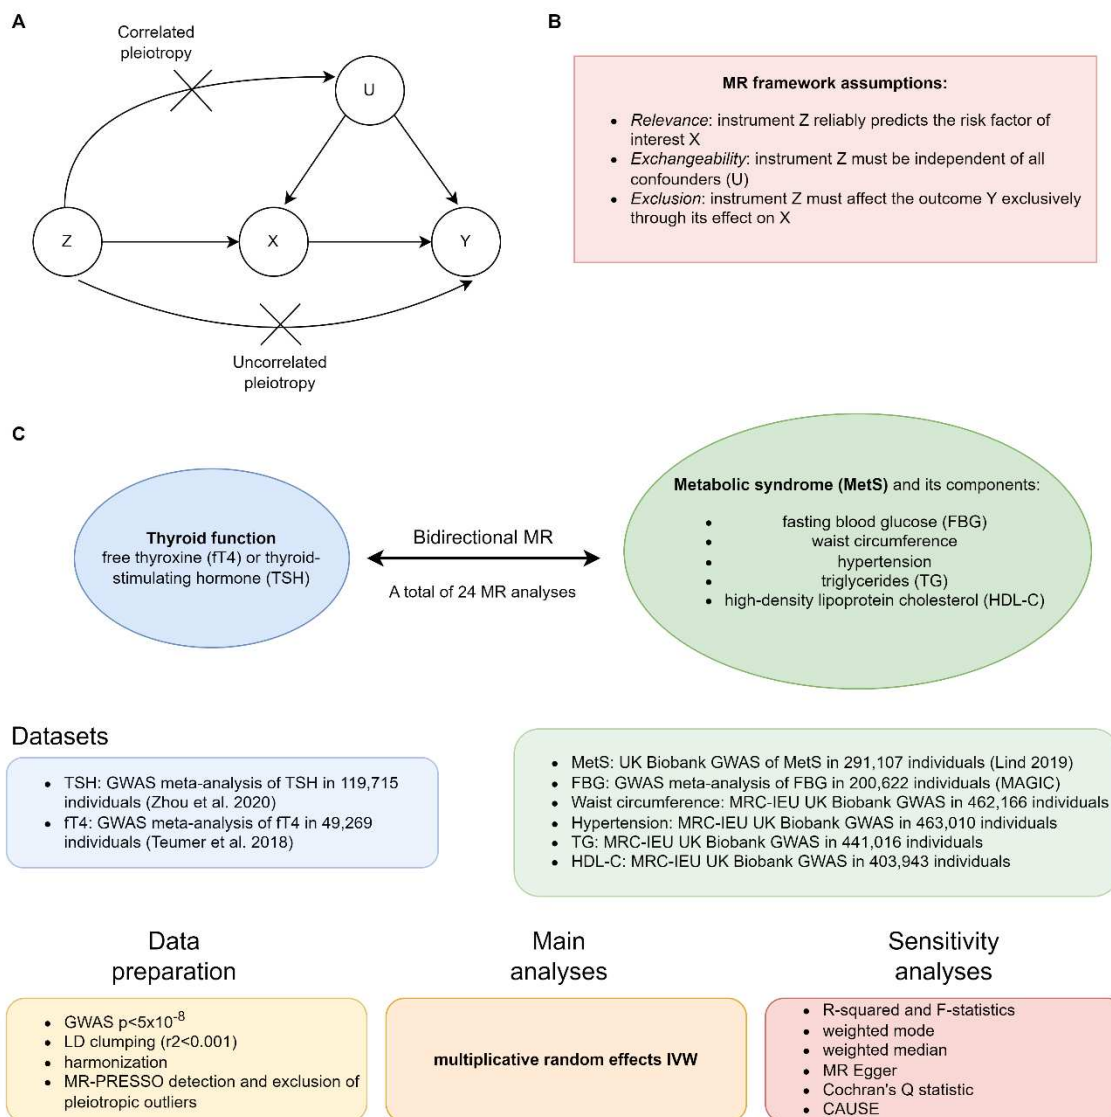 A
Correlated
pleiotropy
U
Z
X
Y
Uncorrelated
pleiotropy
B
MR framework assumptions:
• Relevance: instrument Z reliably predicts the risk factor of
interest X
• Exchangeability: instrument Z must be independent of all
confounders (U)
• Exclusion: instrument Z must affect the outcome Y exclusively
through its effect on X
C
Thyroid function
free thyroxine (fT4) or thyroid-
stimulating hormone (TSH)
Bidirectional MR
A total of 24 MR analyses
Metabolic syndrome (MetS) and its components:
• fasting blood glucose (FBG)
• waist circumference
• hypertension
• triglycerides (TG)
• high-density lipoprotein cholesterol (HDL-C)
Datasets
• TSH: GWAS meta-analysis of TSH in 119,715
individuals (Zhou et al. 2020)
• fT4: GWAS meta-analysis of fT4 in 49,269
individuals (Teumer et al. 2018)
• MetS: UK Biobank GWAS of MetS in 291,107 individuals (Lind 2019)
• FBG: GWAS meta-analysis of FBG in 200,622 individuals (MAGIC)
• Waist circumference: MRC-IEU UK Biobank GWAS in 462,166 individuals
• Hypertension: MRC-IEU UK Biobank GWAS in 463,010 individuals
• TG: MRC-IEU UK Biobank GWAS in 441,016 individuals
• HDL-C: MRC-IEU UK Biobank GWAS in 403,943 individuals
Data
preparation
• GWAS p<5x10⁻⁸
• LD clumping (r2<0.001)
• harmonization
• MR-PRESSO detection and exclusion of
pleiotropic outliers
Main
analyses
multiplicative random effects IVW
Sensitivity
analyses
• R-squared and F-statistics
• weighted mode
• weighted median
• MR Egger
• Cochran's Q statistic
• CAUSE